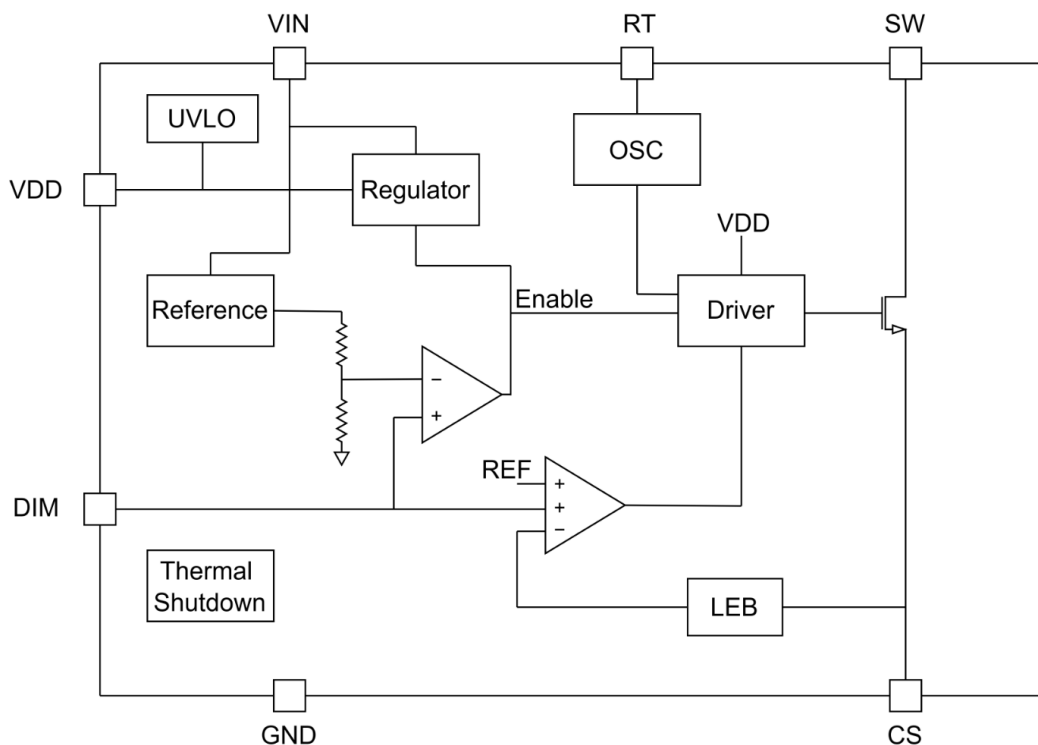 VIN
RT
SW
UVLO
OSC
VDD
Regulator
VDD
Reference
Enable
Driver
−
+
REF
+
DIM
+
−
Thermal
Shutdown
LEB
GND
CS